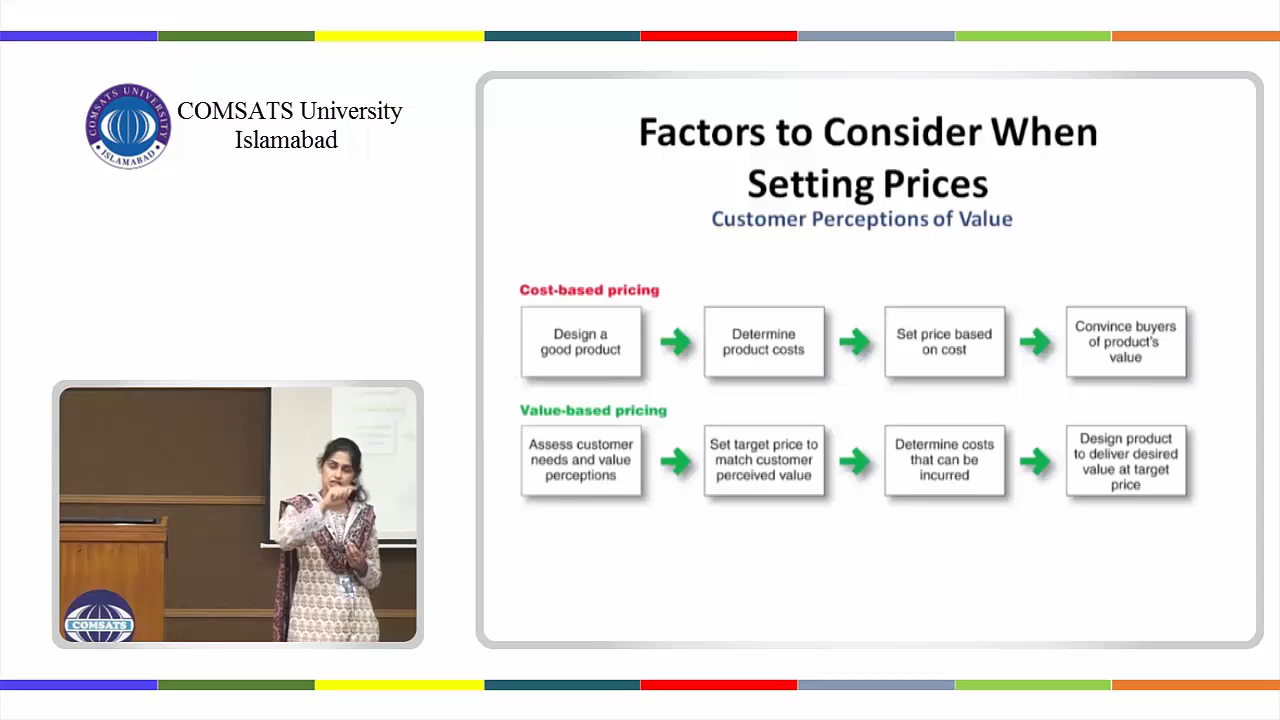 COMSATS UNIVERSITY
ISLAMABAD
COMSATS University
Islamabad
Factors to Consider When
Setting Prices
Customer Perceptions of Value
Cost-based pricing
Design a
good product
Determine
product costs
Set price based
on cost
Convince buyers
of product's
value
Value-based pricing
Assess customer
needs and value
perceptions
Set target price to
match customer
perceived value
Determine costs
that can be
incurred
Design product
to deliver desired
value at target
price
COMSATS